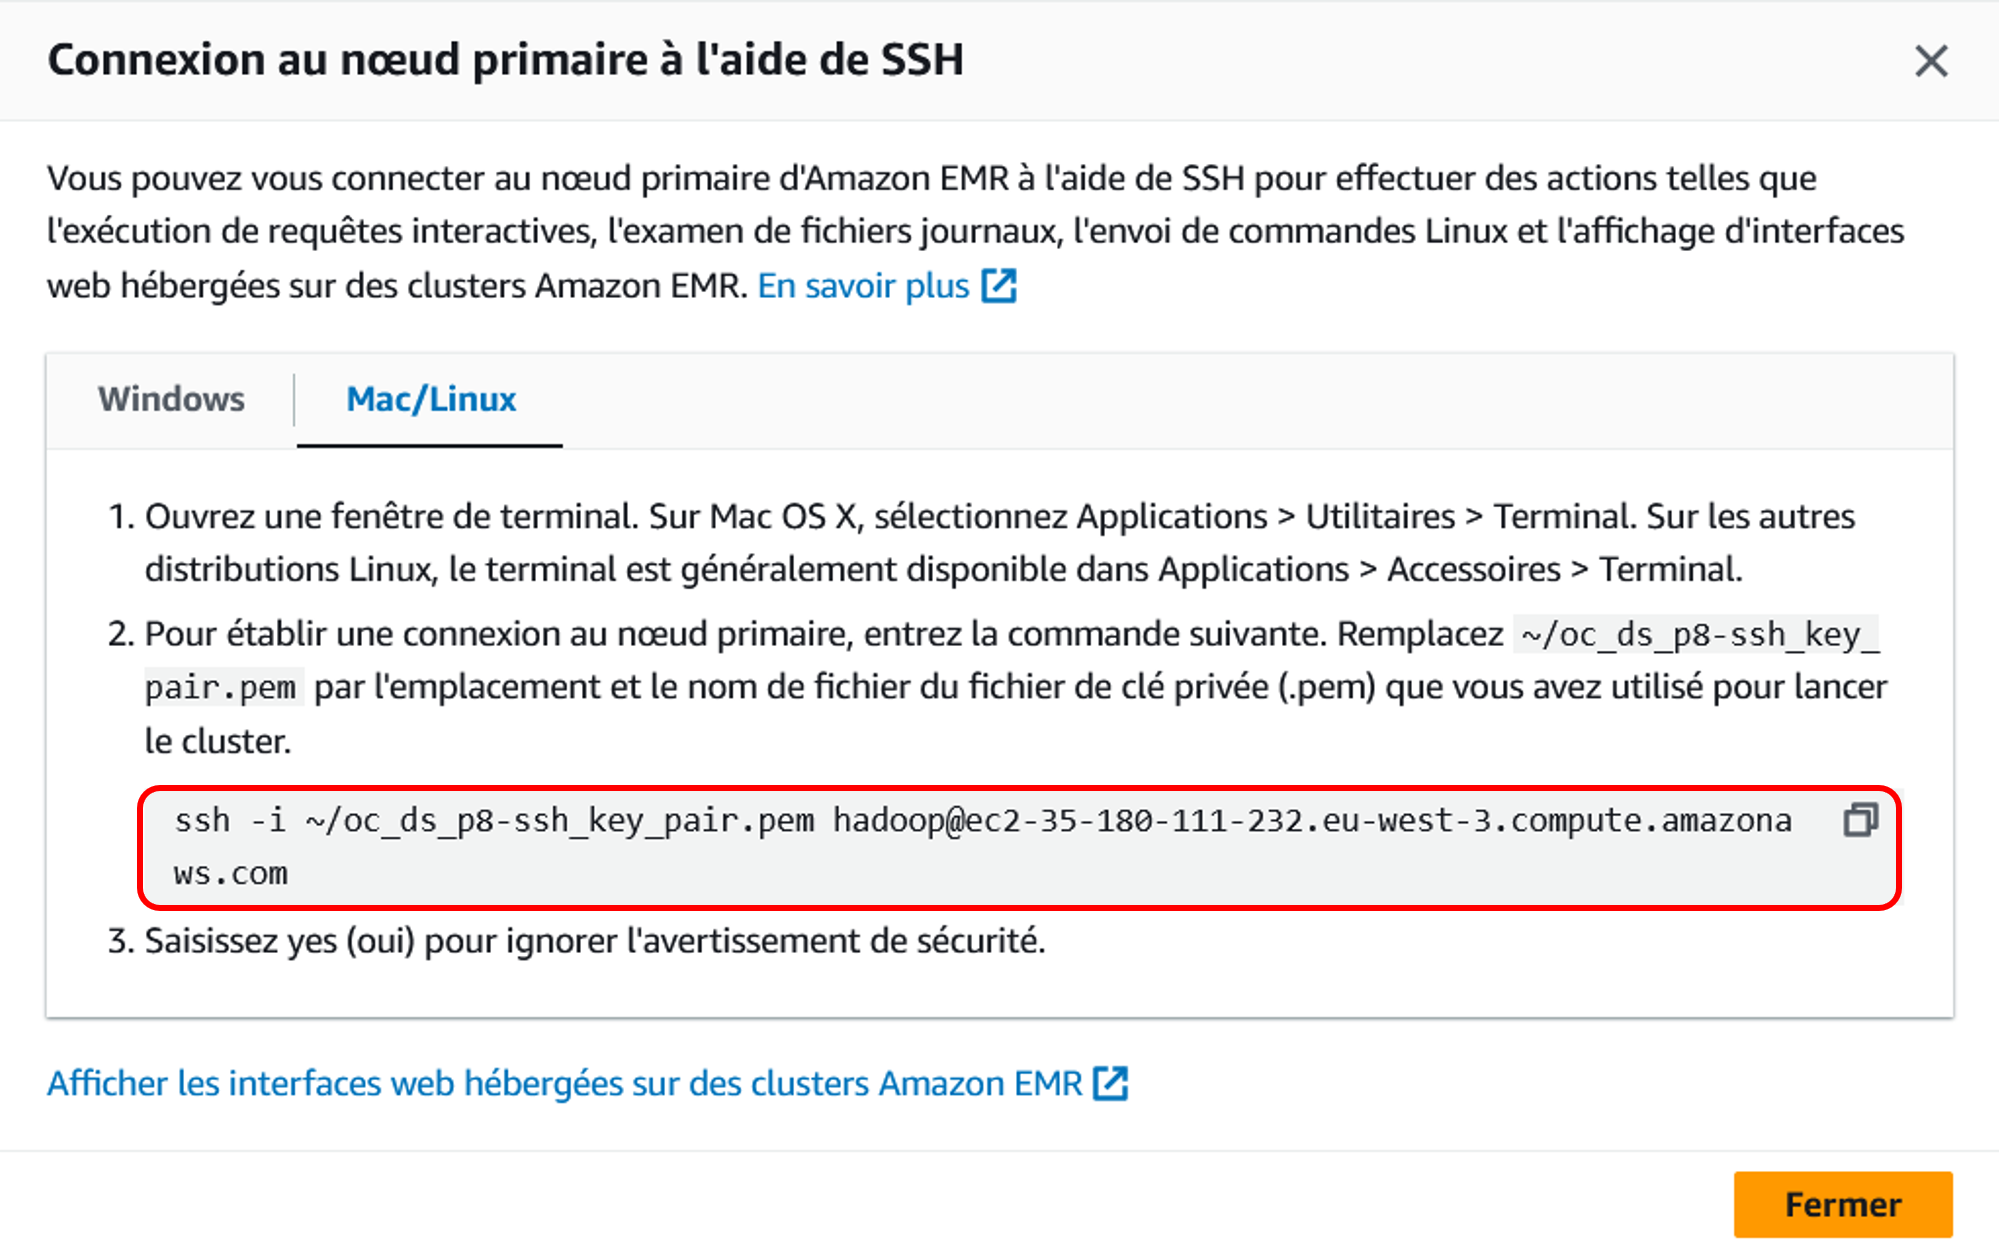 Connexion au nœud primaire à l'aide de SSH
Vous pouvez vous connecter au nœud primaire d'Amazon EMR à l'aide de SSH pour effectuer des actions telles que
l'exécution de requêtes interactives, l'examen de fichiers journaux, l'envoi de commandes Linux et l'affichage d'interfaces
web hébergées sur des clusters Amazon EMR. En savoir plus
Windows
Mac/Linux
1. Ouvrez une fenêtre de terminal. Sur Mac OS X, sélectionnez Applications > Utilitaires > Terminal. Sur les autres
distributions Linux, le terminal est généralement disponible dans Applications > Accessoires > Terminal.
2. Pour établir une connexion au nœud primaire, entrez la commande suivante. Remplacez ~/oc_ds_p8-ssh_key_
pair.pem par l'emplacement et le nom de fichier du fichier de clé privée (.pem) que vous avez utilisé pour lancer
le cluster.
ssh -i ~/oc_ds_p8-ssh_key_pair.pem hadoop@ec2-35-180-111-232.eu-west-3.compute.amazona
ws.com
3. Saisissez yes (oui) pour ignorer l'avertissement de sécurité.
Afficher les interfaces web hébergées sur des clusters Amazon EMR
Fermer